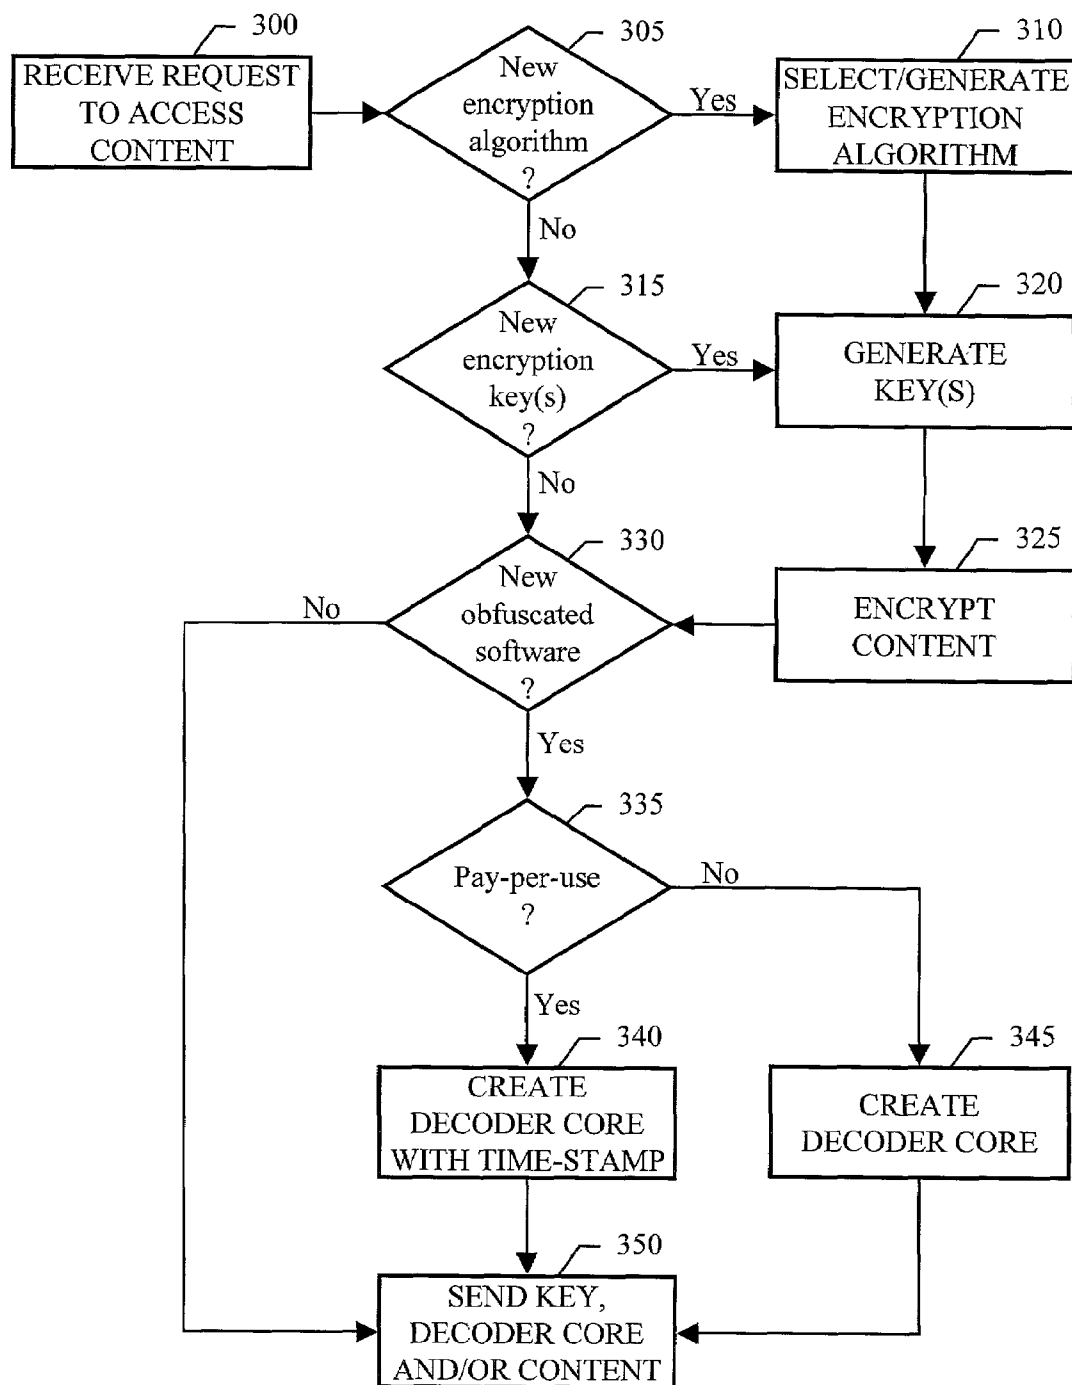 300
RECEIVE REQUEST
TO ACCESS
CONTENT
305
New
encryption
algorithm
?
Yes
310
SELECT/GENERATE
ENCRYPTION
ALGORITHM
No
315
New
encryption
key(s)
?
Yes
320
GENERATE
KEY(S)
No
325
ENCRYPT
CONTENT
330
New
obfuscated
software
?
No
Yes
335
Pay-per-use
?
No
Yes
340
CREATE
DECODER CORE
WITH TIME-STAMP
345
CREATE
DECODER CORE
350
SEND KEY,
DECODER CORE
AND/OR CONTENT